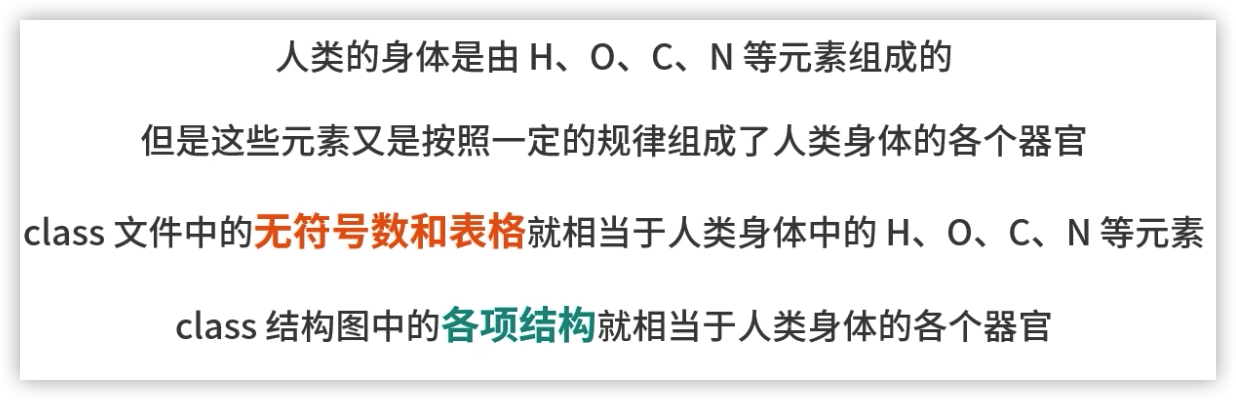 人类的身体是由 H、O、C、N 等元素组成的
但是这些元素又是按照一定的规律组成了人类身体的各个器官
class 文件中的无符号数和表格就相当于人类身体中的 H、O、C、N 等元素
class 结构图中的各项结构就相当于人类身体的各个器官